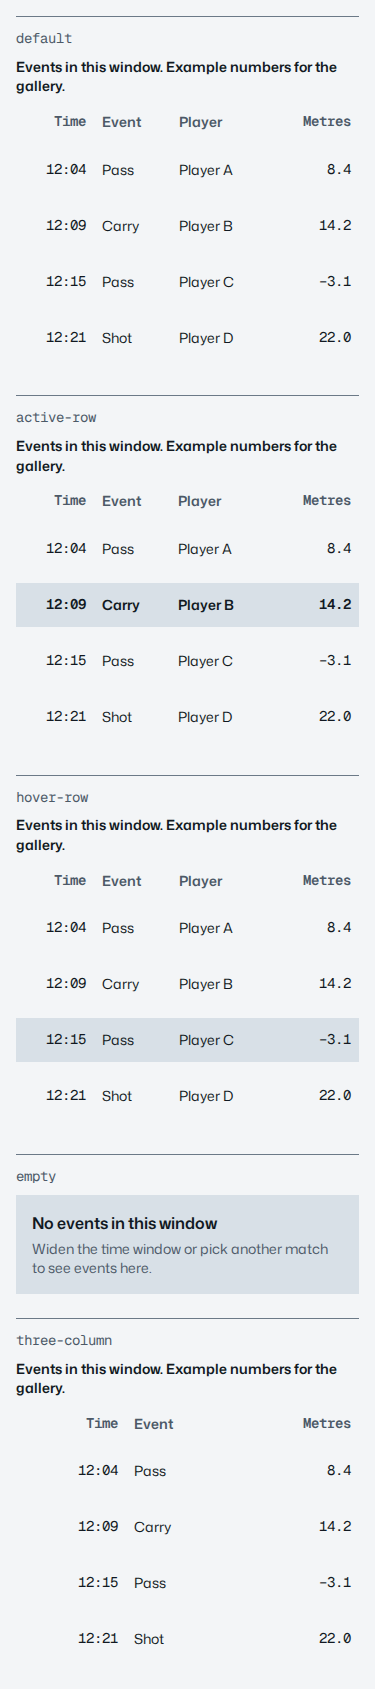 default
Events in this window. Example numbers for the
gallery.
Time Event Player Metres
12:04 Pass Player A 8.4
12:09 Carry Player B 14.2
12:15 Pass Player C −3.1
12:21 Shot Player D 22.0
active-row
Events in this window. Example numbers for the
gallery.
Time Event Player Metres
12:04 Pass Player A 8.4
12:09 Carry Player B 14.2
12:15 Pass Player C −3.1
12:21 Shot Player D 22.0
hover-row
Events in this window. Example numbers for the
gallery.
Time Event Player Metres
12:04 Pass Player A 8.4
12:09 Carry Player B 14.2
12:15 Pass Player C −3.1
12:21 Shot Player D 22.0
empty
No events in this window
Widen the time window or pick another match
to see events here.
three-column
Events in this window. Example numbers for the
gallery.
Time Event Metres
12:04 Pass 8.4
12:09 Carry 14.2
12:15 Pass −3.1
12:21 Shot 22.0